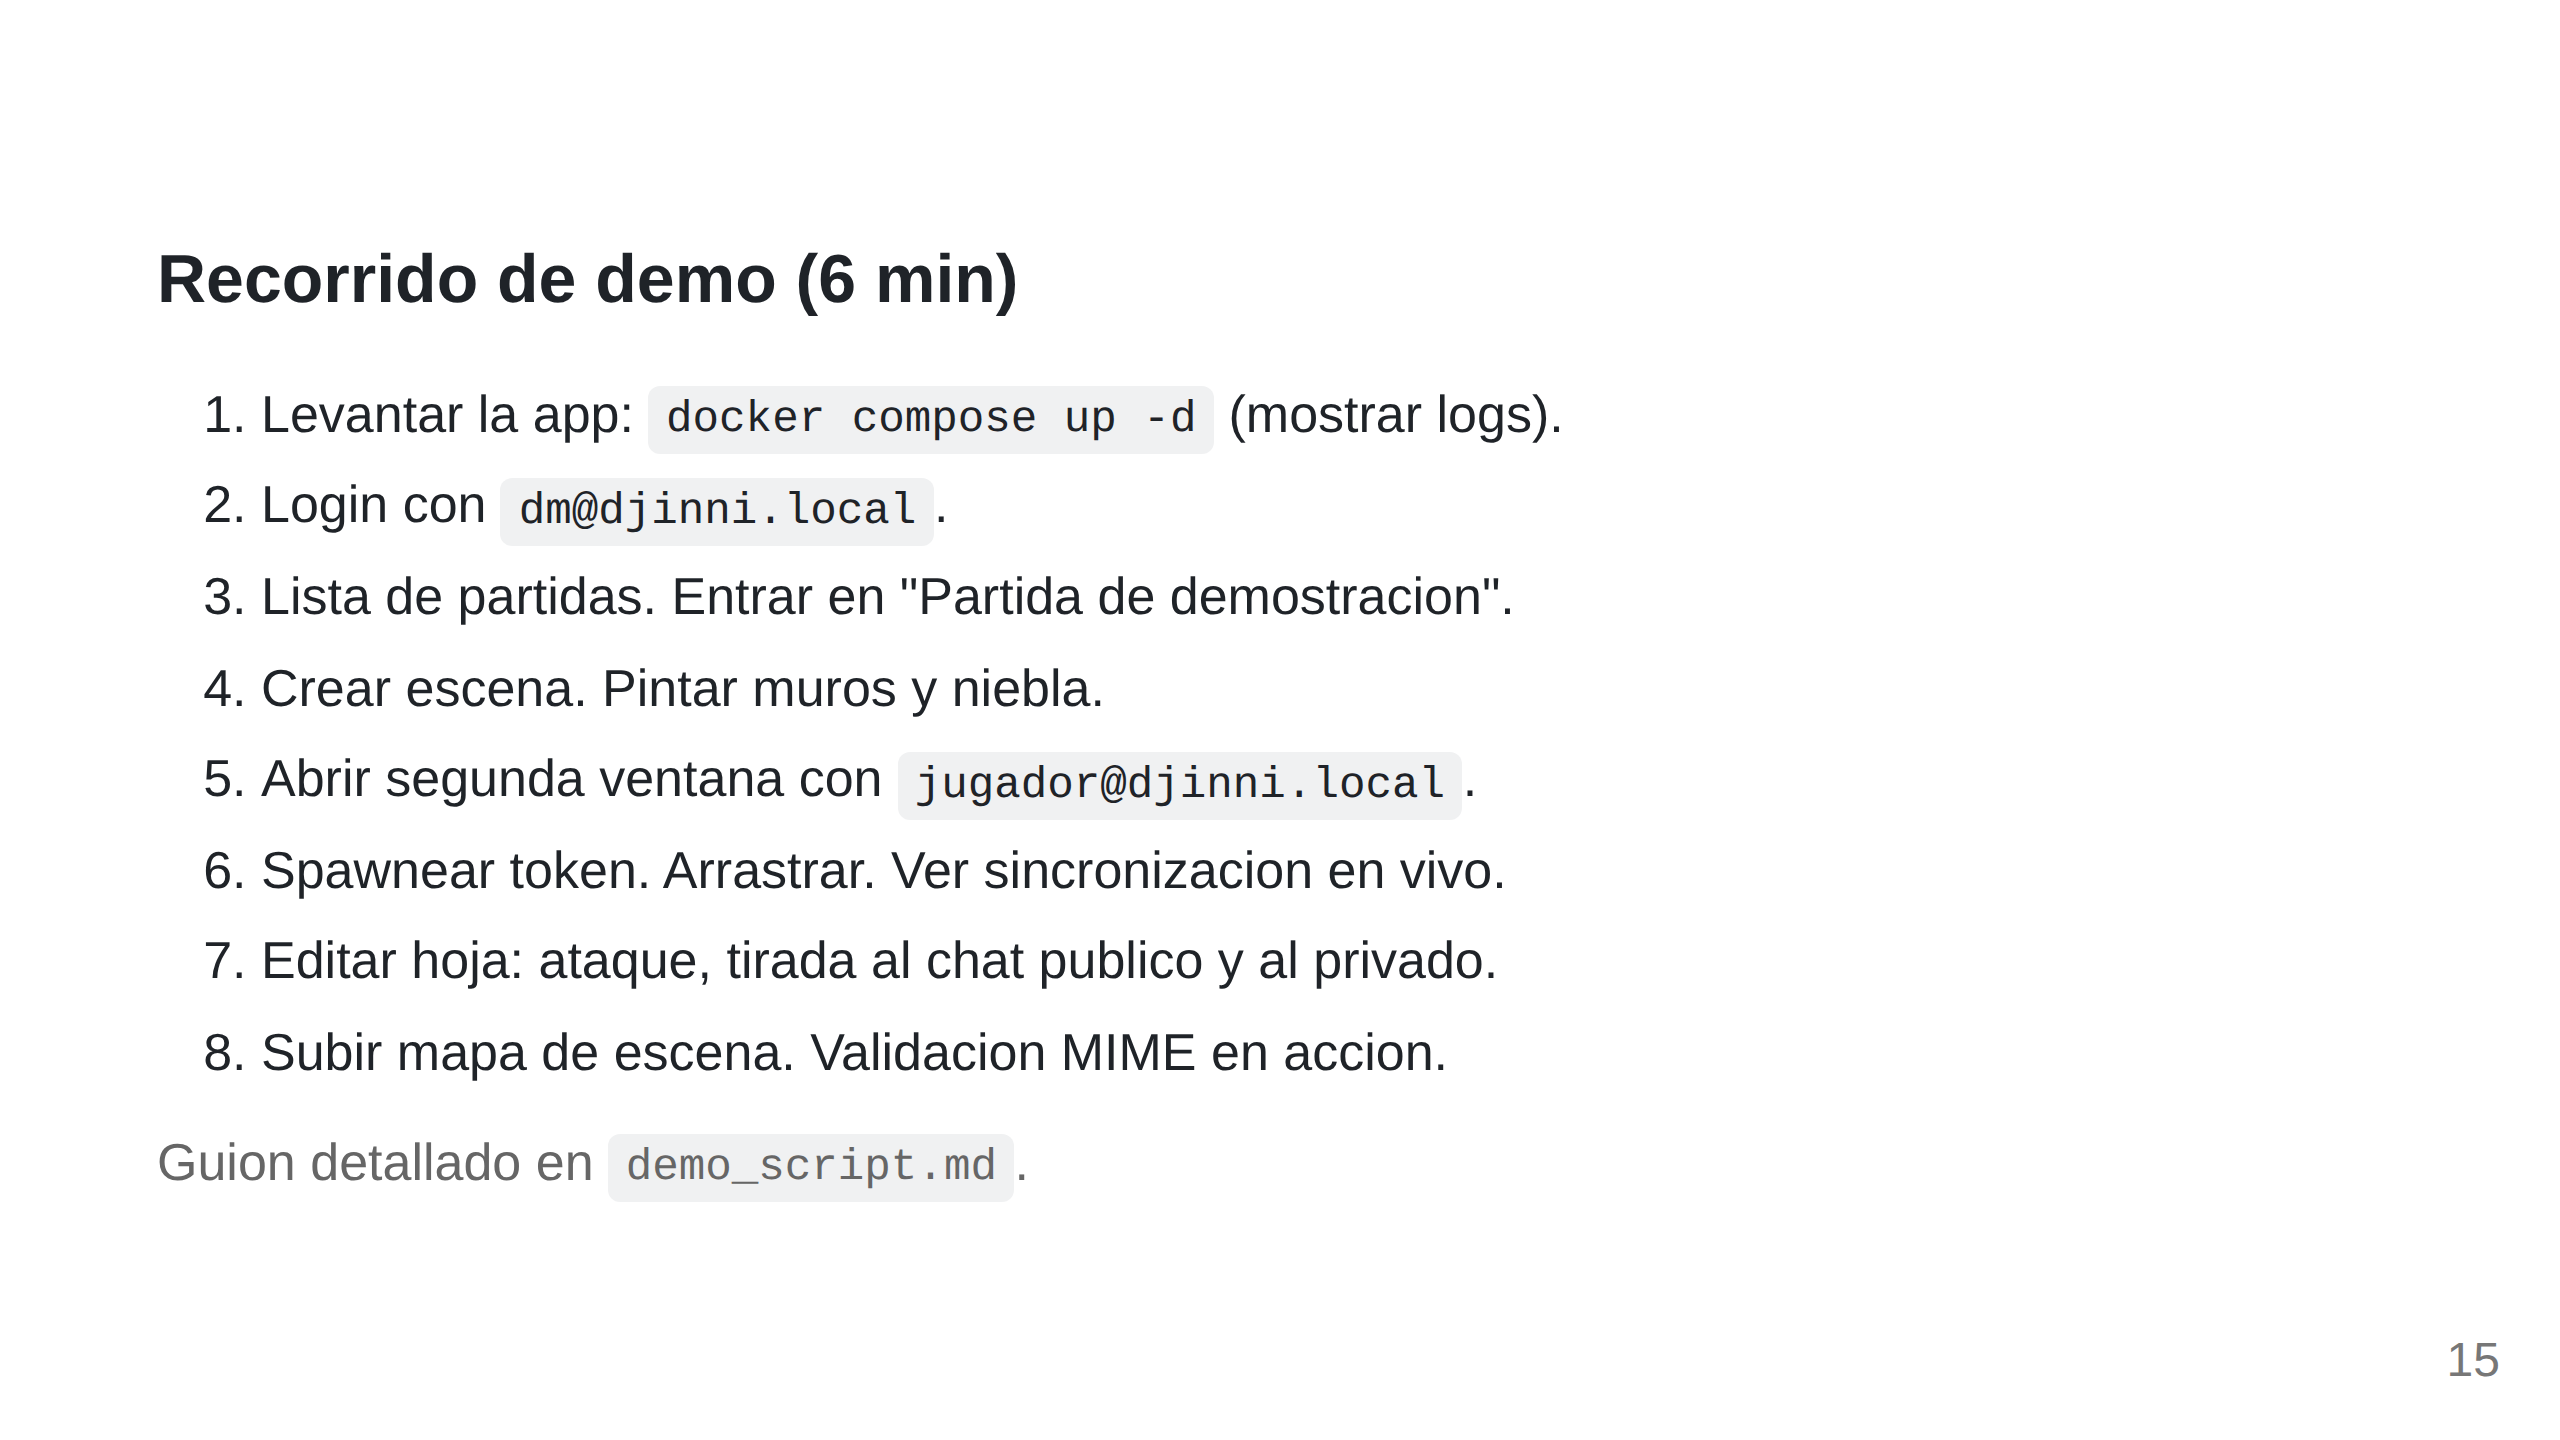 Recorrido de demo (6 min)
1. Levantar la app: docker compose up -d (mostrar logs).
2. Login con dm@djinni.local.
3. Lista de partidas. Entrar en "Partida de demostracion".
4. Crear escena. Pintar muros y niebla.
5. Abrir segunda ventana con jugador@djinni.local.
6. Spawnear token. Arrastrar. Ver sincronizacion en vivo.
7. Editar hoja: ataque, tirada al chat publico y al privado.
8. Subir mapa de escena. Validacion MIME en accion.
Guion detallado en demo_script.md.
15